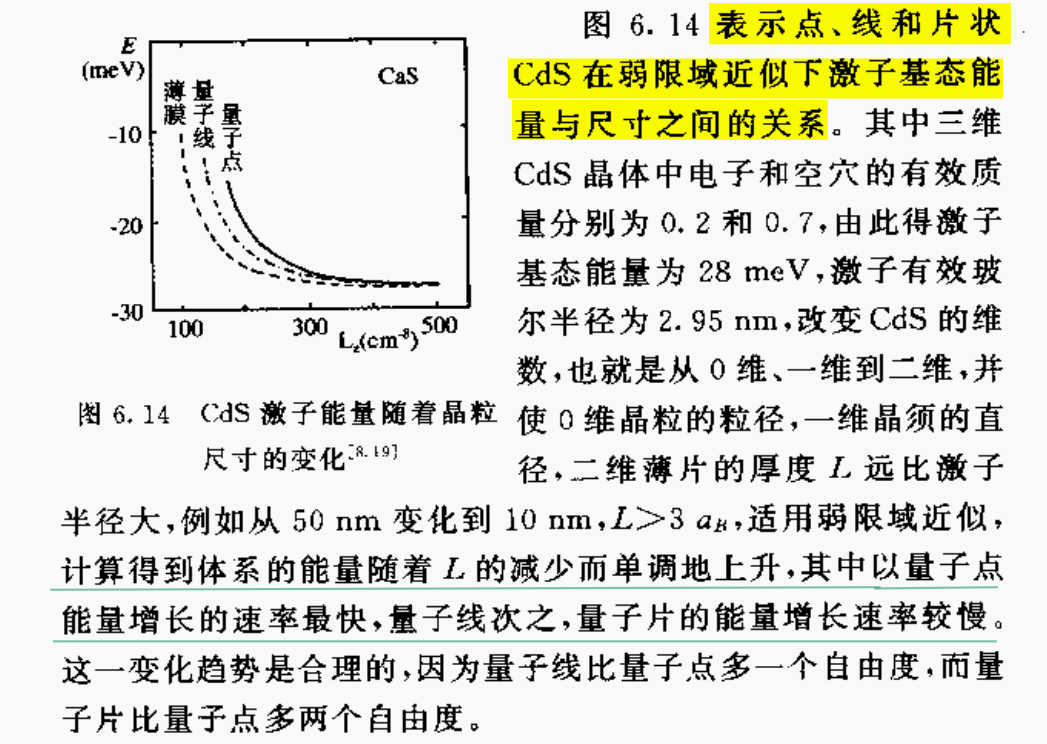 E
(meV)
CaS
薄膜
量子线
量子点
-10
-20
-30
100
300
500
L_z(cm⁻⁸)
图 6.14 CdS 激子能量随着晶粒
尺寸的变化[8.19]
图 6.14 表示点、线和片状
CdS 在弱限域近似下激子基态能
量与尺寸之间的关系。其中三维
CdS 晶体中电子和空穴的有效质
量分别为 0.2 和 0.7,由此得激子
基态能量为 28 meV,激子有效玻
尔半径为 2.95 nm,改变 CdS 的维
数,也就是从 0 维、一维到二维,并
使 0 维晶粒的粒径,一维晶须的直
径,二维薄片的厚度 L 远比激子
半径大,例如从 50 nm 变化到 10 nm,L>3 a_B,适用弱限域近似,
计算得到体系的能量随着 L 的减少而单调地上升,其中以量子点
能量增长的速率最快,量子线次之,量子片的能量增长速率较慢。
这一变化趋势是合理的,因为量子线比量子点多一个自由度,而量
子片比量子点多两个自由度。